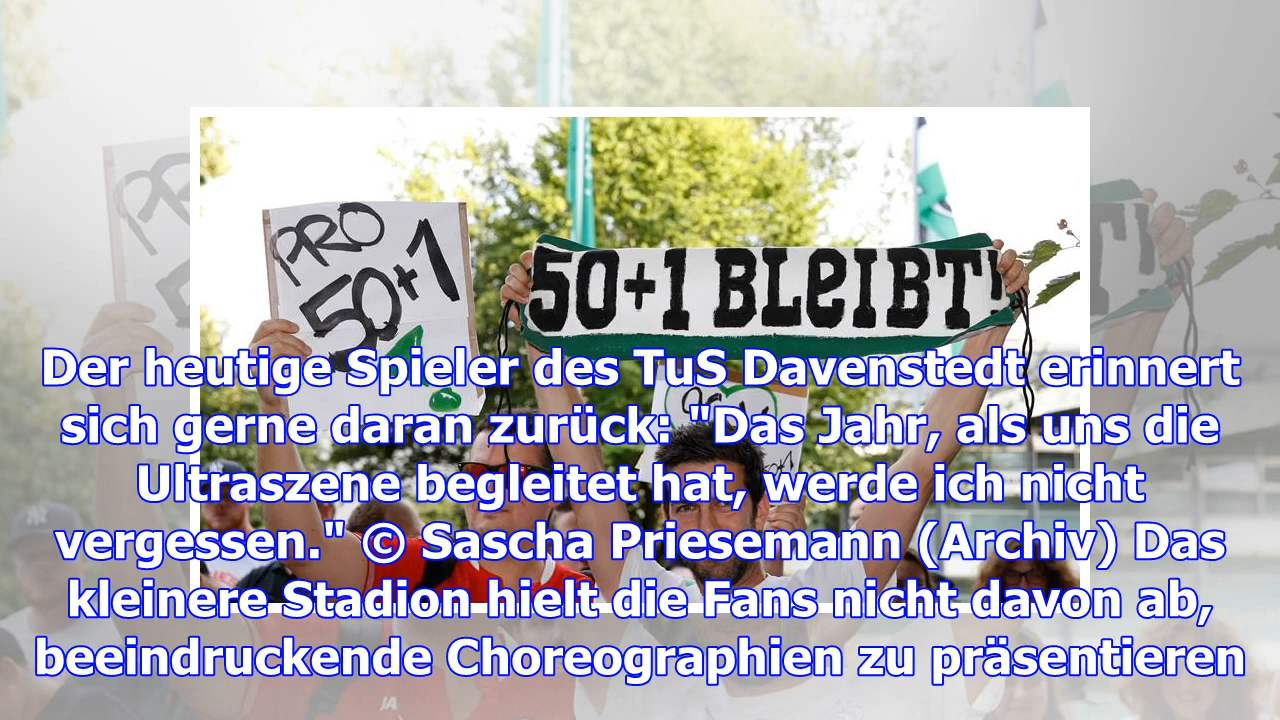 PRO
50+1
50+1 BLEIBT!
Der heutige Spieler des TuS Davenstedt erinnert
sich gerne daran zurück: "Das Jahr, als uns die
Ultraszene begleitet hat, werde ich nicht
vergessen." © Sascha Priesemann (Archiv) Das
kleinere Stadion hielt die Fans nicht davon ab,
beeindruckende Choreographien zu präsentieren